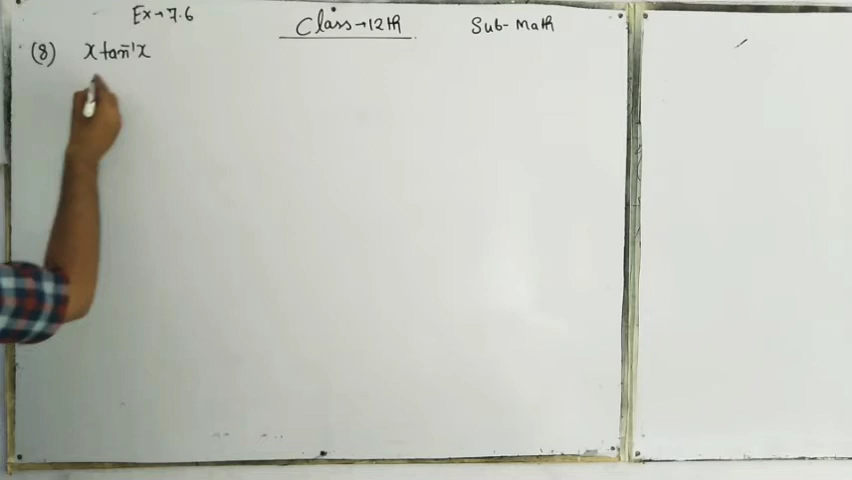 Ex→7.6
Class→12th Sub-Math
(8) x tan⁻¹x